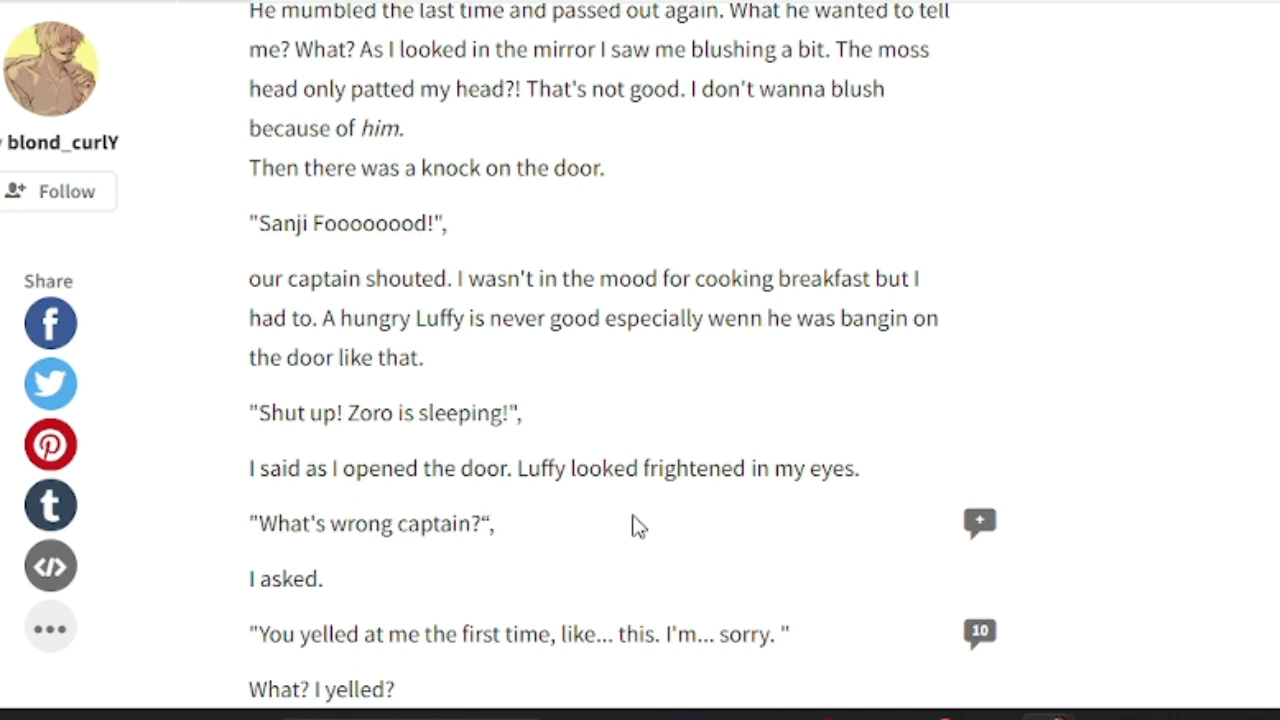 He mumbled the last time and passed out again. What he wanted to tell
me? What? As I looked in the mirror I saw me blushing a bit. The moss
head only patted my head?! That's not good. I don't wanna blush
because of him.
Then there was a knock on the door.
blond_curlY
Follow
"Sanji Foooooood!",
Share
our captain shouted. I wasn't in the mood for cooking breakfast but I
had to. A hungry Luffy is never good especially wenn he was bangin on
the door like that.
"Shut up! Zoro is sleeping!",
I said as I opened the door. Luffy looked frightened in my eyes.
"What's wrong captain?“,
+
I asked.
"You yelled at me the first time, like... this. I'm... sorry. "
10
What? I yelled?